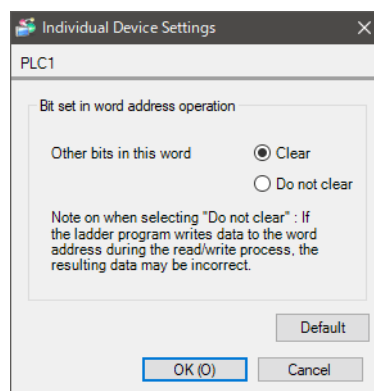 Individual Device Settings
PLC1
Bit set in word address operation
Other bits in this word
Clear
Do not clear
Note on when selecting "Do not clear" : If
the ladder program writes data to the word
address during the read/write process, the
resulting data may be incorrect.
Default
OK (O)
Cancel